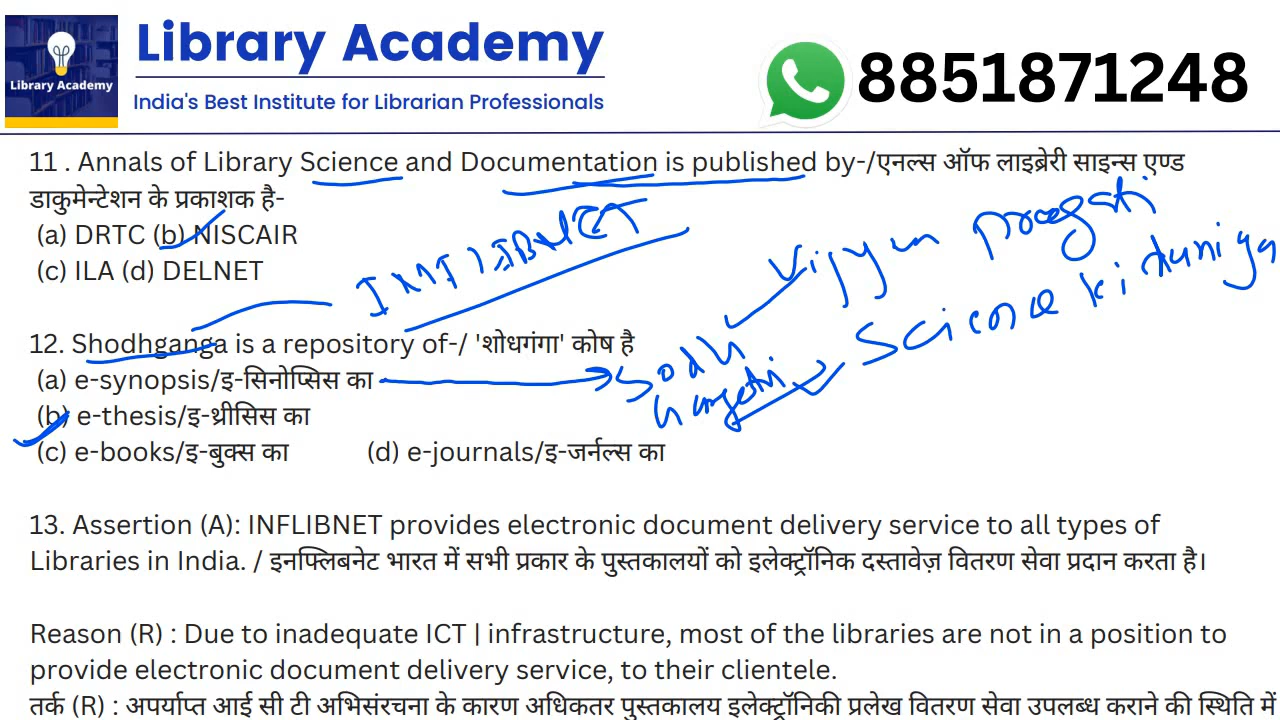 Library Academy
Library Academy
India's Best Institute for Librarian Professionals
8851871248
11 . Annals of Library Science and Documentation is published by-/एनल्स ऑफ लाइब्रेरी साइन्स एण्ड
डाकुमेन्टेशन के प्रकाशक है-
(a) DRTC (b) NISCAIR
(c) ILA (d) DELNET
Vijyan pragati
Science ki duniya
12. Shodhganga is a repository of-/ 'शोधगंगा' कोष है
(a) e-synopsis/इ-सिनोप्सिस का
(b) e-thesis/इ-थ्रीसिस का
(c) e-books/इ-बुक्स का (d) e-journals/इ-जर्नल्स का
13. Assertion (A): INFLIBNET provides electronic document delivery service to all types of
Libraries in India. / इनफ्लिबनेट भारत में सभी प्रकार के पुस्तकालयों को इलेक्ट्रॉनिक दस्तावेज़ वितरण सेवा प्रदान करता है।
Reason (R) : Due to inadequate ICT | infrastructure, most of the libraries are not in a position to
provide electronic document delivery service, to their clientele.
तर्क (R) : अपर्याप्त आई सी टी अभिसंरचना के कारण अधिकतर पुस्तकालय इलेक्ट्रॉनिकी प्रलेख वितरण सेवा उपलब्ध कराने की स्थिति में